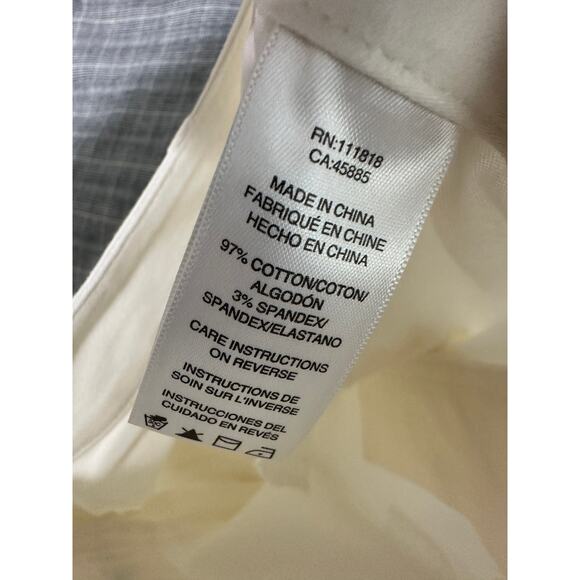 RN:111818
CA:45885
MADE IN CHINA
FABRIQUÉ EN CHINE
HECHO EN CHINA
97% COTTON/COTON/
ALGODÓN
3% SPANDEX/
SPANDEX/ELASTANO
CARE INSTRUCTIONS
ON REVERSE
INSTRUCTIONS DE
SOIN SUR L'INVERSE
INSTRUCCIONES DEL
CUIDADO EN REVÉS